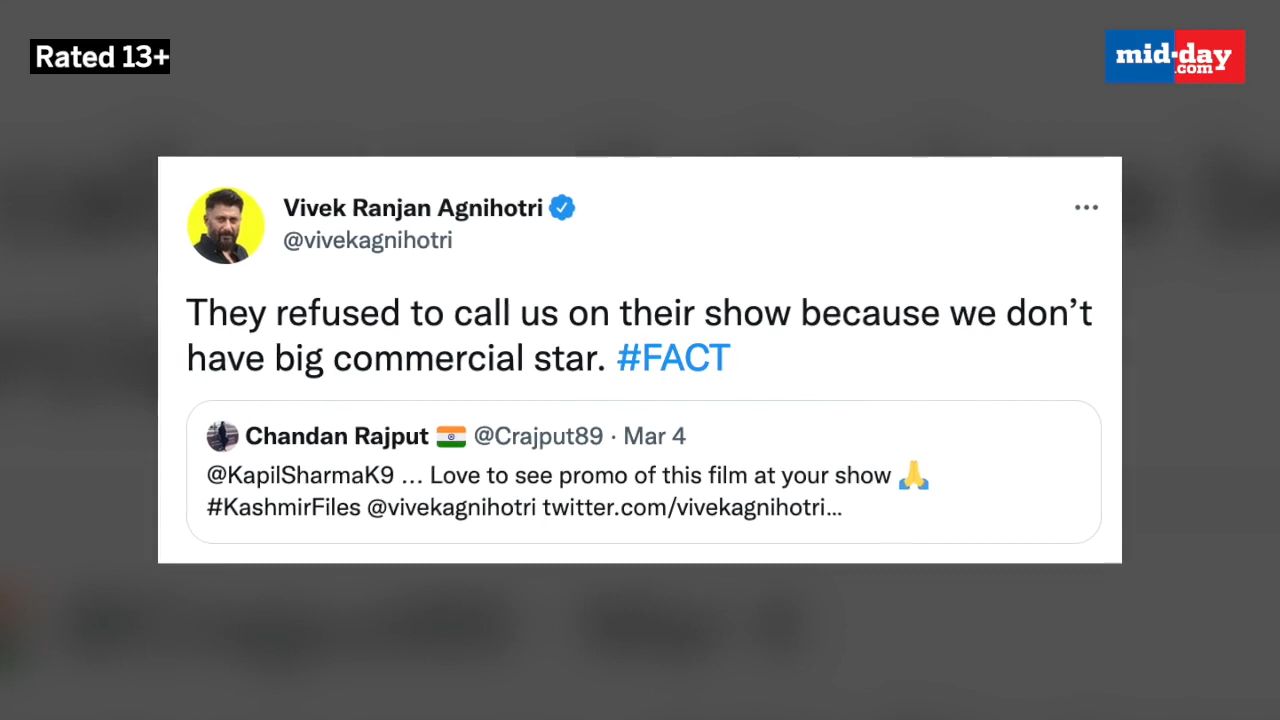 Rated 13+
mid-day
.com
Vivek Ranjan Agnihotri
@vivekagnihotri
They refused to call us on their show because we don’t
have big commercial star. #FACT
Chandan Rajput 🇮🇳 @Crajput89 · Mar 4
@KapilSharmaK9 … Love to see promo of this film at your show 🙏
#KashmirFiles @vivekagnihotri twitter.com/vivekagnihotri…